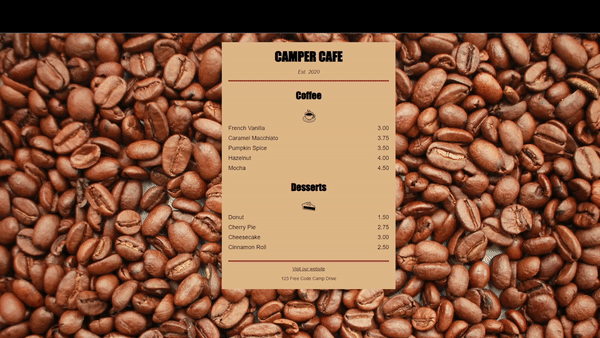 CAMPER CAFE
Est. 2020
Coffee
French Vanilla 3.00
Caramel Macchiato 3.75
Pumpkin Spice 3.50
Hazelnut 4.00
Mocha 4.50
Desserts
Donut 1.50
Cherry Pie 2.75
Cheesecake 3.00
Cinnamon Roll 2.50
Visit our website
123 Free Code Camp Drive